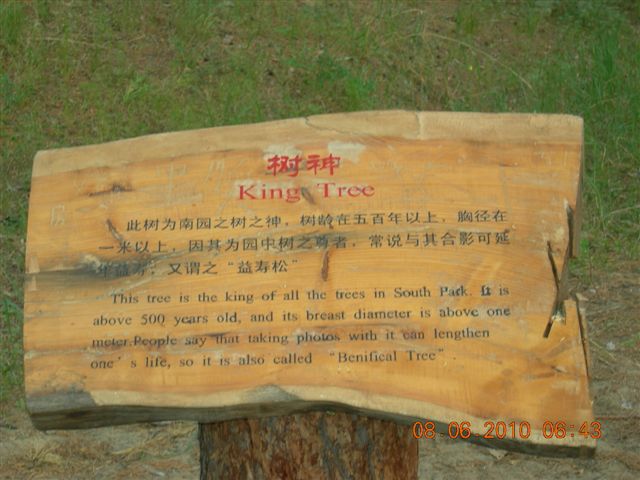 树神
King Tree
此树为南园之树之神，树龄在五百年以上，胸径在
一米以上，因其为园中树之尊者，常说与其合影可延
年益寿，又谓之“益寿松”
This tree is the king of all the trees in South Park. It is
above 500 years old, and its breast diameter is above one
meter.People say that taking photos with it can lengthen
one's life, so it is also called “Benifical Tree”.
08.06.2010 06:43